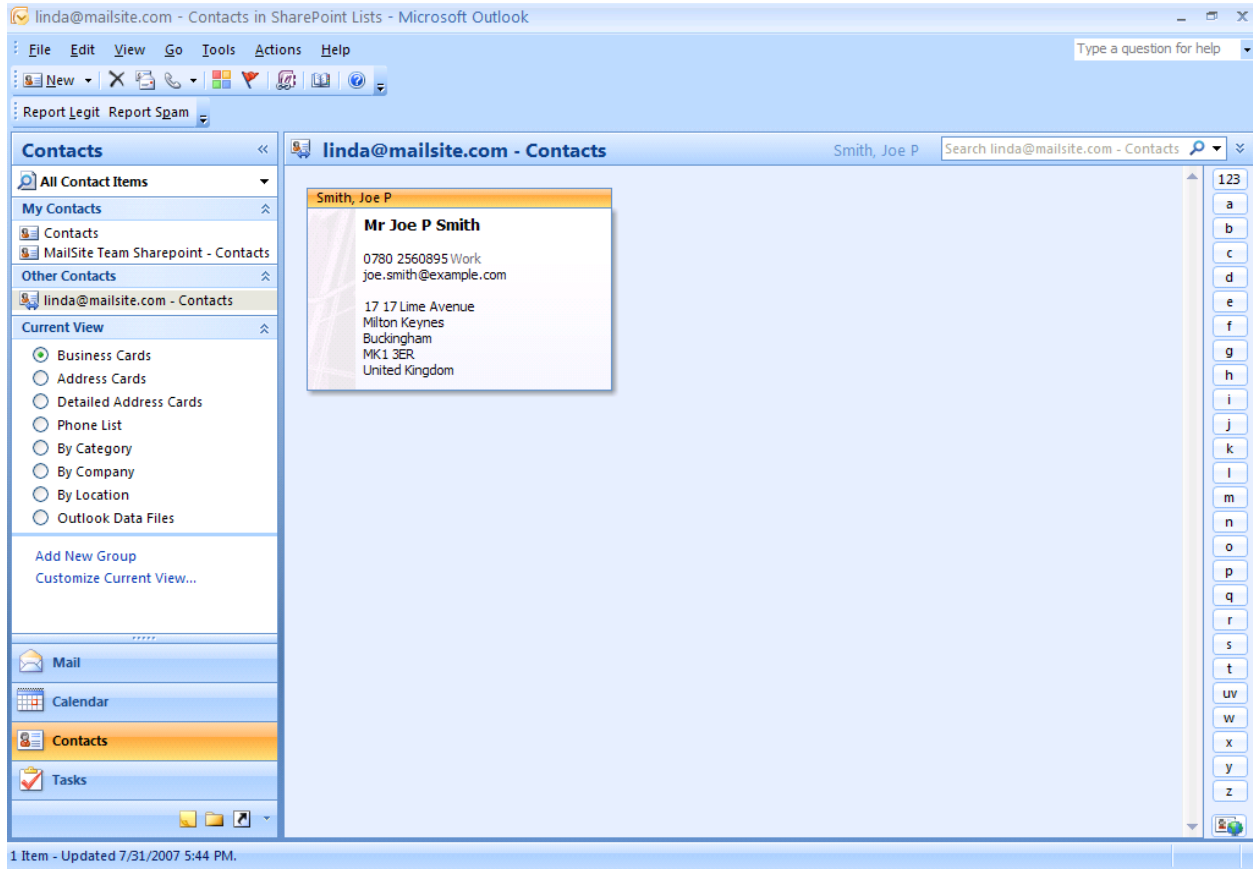 linda@mailsite.com - Contacts in SharePoint Lists - Microsoft Outlook
File Edit View Go Tools Actions Help
Type a question for help
New
Report Legit Report Spam
Contacts
All Contact Items
My Contacts
Contacts
MailSite Team Sharepoint - Contacts
Other Contacts
linda@mailsite.com - Contacts
Current View
Business Cards
Address Cards
Detailed Address Cards
Phone List
By Category
By Company
By Location
Outlook Data Files
Add New Group
Customize Current View...
Mail
Calendar
Contacts
Tasks
linda@mailsite.com - Contacts
Smith, Joe P
Search linda@mailsite.com - Contacts
Smith, Joe P
Mr Joe P Smith
0780 2560895 Work
joe.smith@example.com
17 17 Lime Avenue
Milton Keynes
Buckingham
MK1 3ER
United Kingdom
123
a
b
c
d
e
f
g
h
i
j
k
l
m
n
o
p
q
r
s
t
uv
w
x
y
z
1 Item - Updated 7/31/2007 5:44 PM.